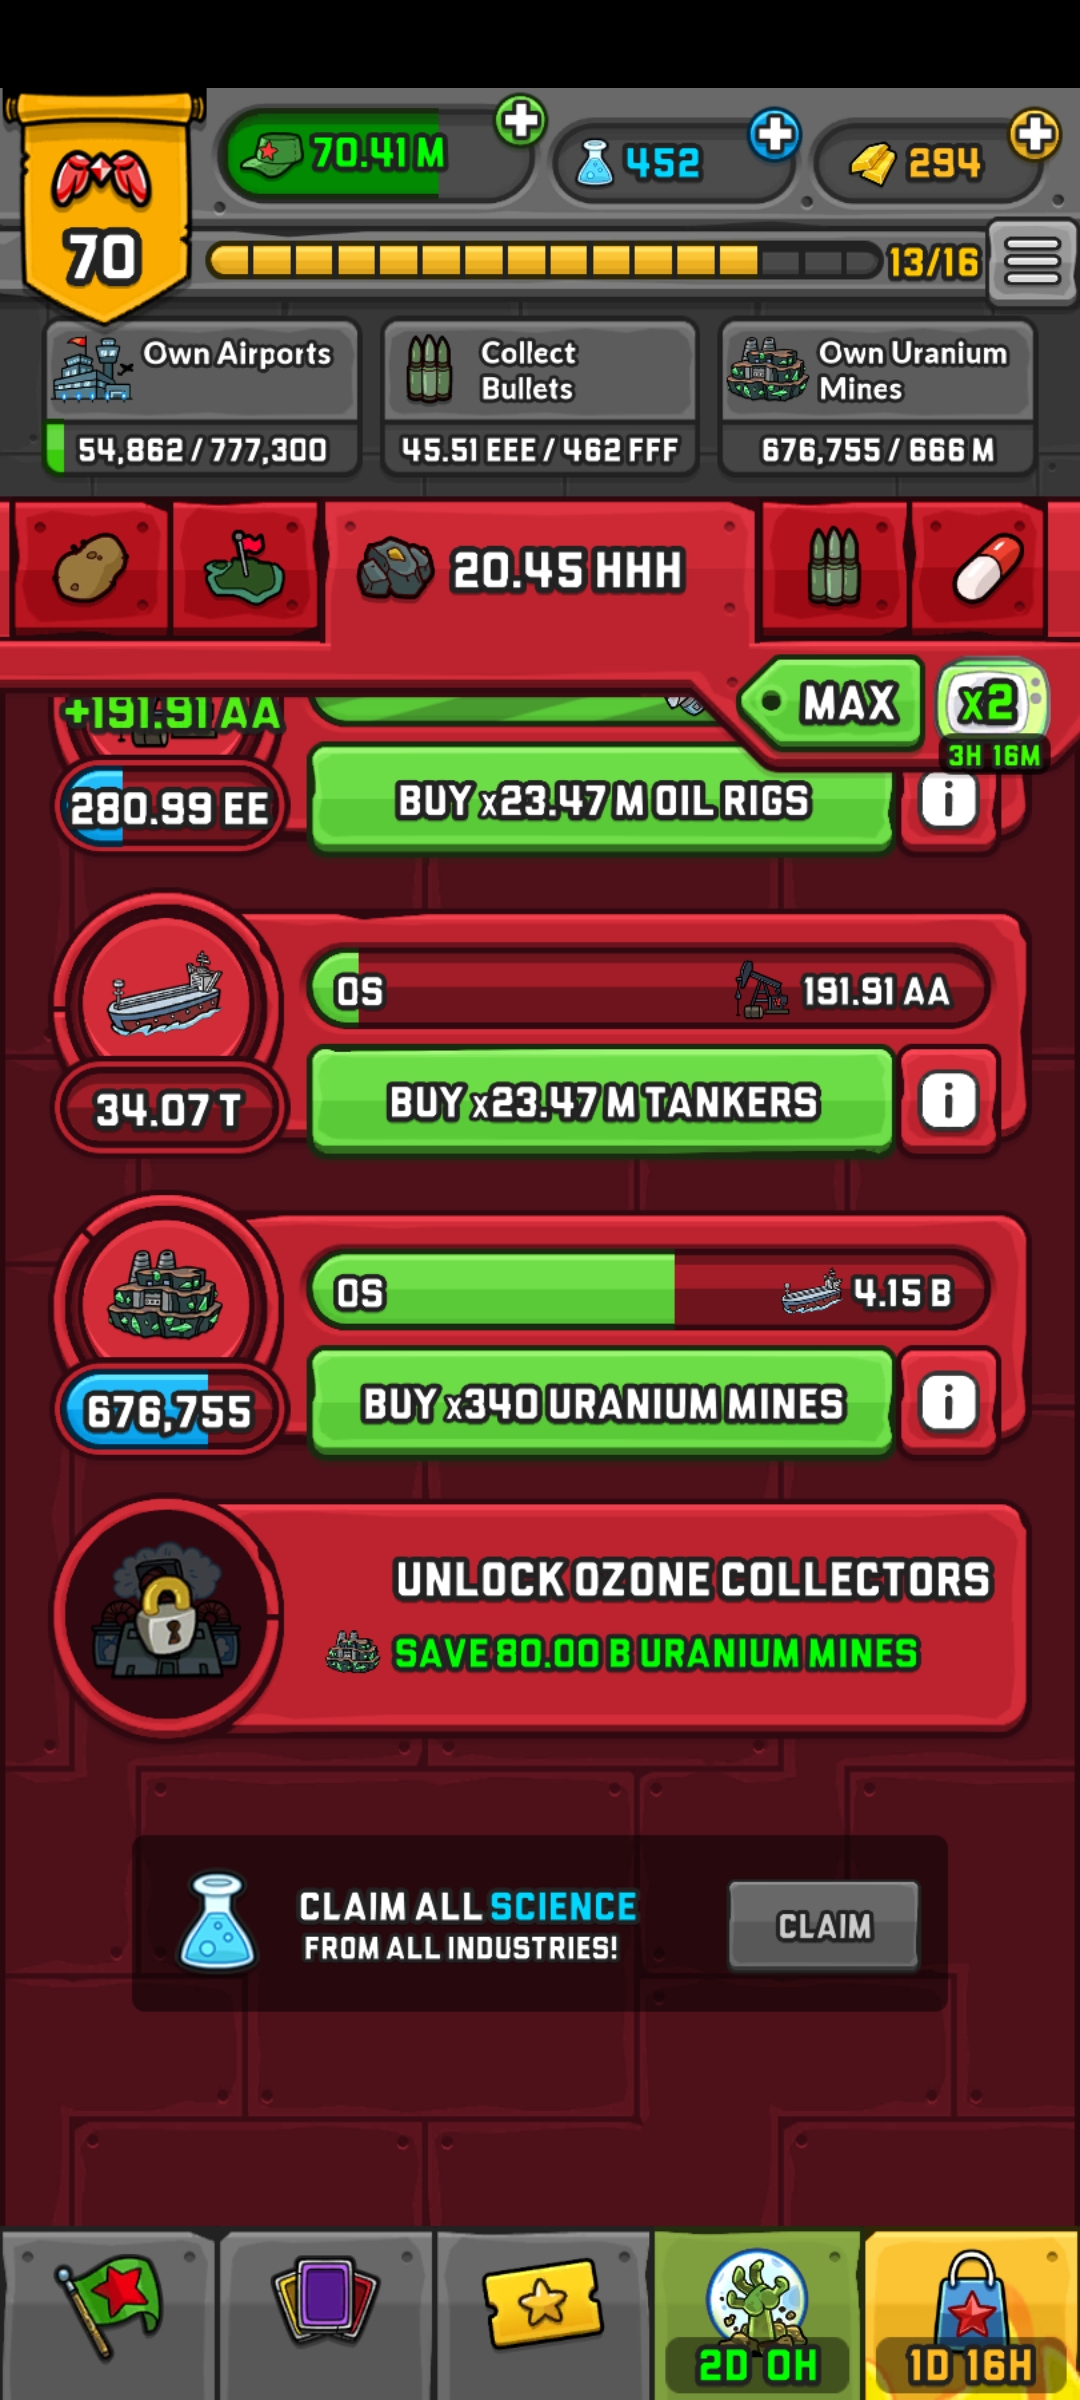 70.41 M
452
294
70
13/16
Own Airports
54,862 / 777,300
Collect
Bullets
45.51 EEE / 462 FFF
Own Uranium
Mines
676,755 / 666 M
20.45 HHH
MAX
x2
3H 16M
+191.91 AA
280.99 EE
BUY x23.47 M OIL RIGS
i
0S
191.91 AA
34.07 T
BUY x23.47 M TANKERS
i
0S
4.15 B
676,755
BUY x340 URANIUM MINES
i
UNLOCK OZONE COLLECTORS
SAVE 80.00 B URANIUM MINES
CLAIM ALL SCIENCE
FROM ALL INDUSTRIES!
CLAIM
2D 0H
1D 16H